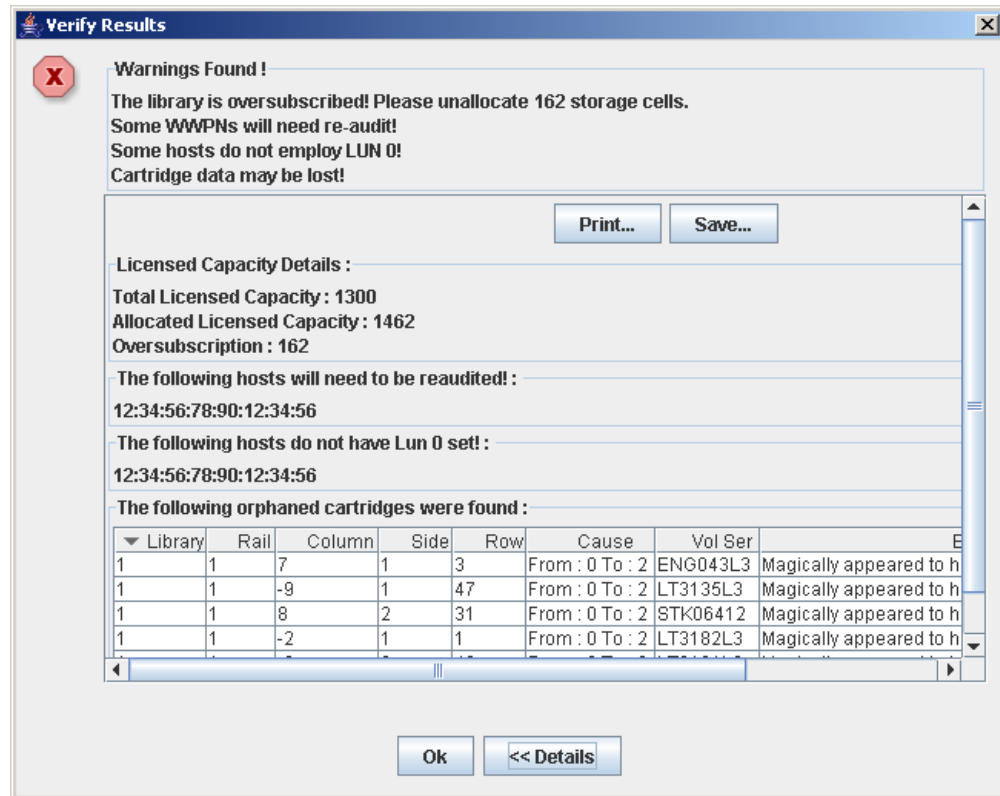 Verify Results
Warnings Found !
The library is oversubscribed! Please unallocate 162 storage cells.
Some WWPNs will need re-audit!
Some hosts do not employ LUN 0!
Cartridge data may be lost!
Print... Save...
Licensed Capacity Details :
Total Licensed Capacity : 1300
Allocated Licensed Capacity : 1462
Oversubscription : 162
The following hosts will need to be reaudited! :
12:34:56:78:90:12:34:56
The following hosts do not have Lun 0 set! :
12:34:56:78:90:12:34:56
The following orphaned cartridges were found :
Library Rail Column Side Row Cause Vol Ser E
1 1 7 1 3 From : 0 To : 2 ENG043L3 Magically appeared to h
1 1 -9 1 47 From : 0 To : 2 LT3135L3 Magically appeared to h
1 1 8 2 31 From : 0 To : 2 STK06412 Magically appeared to h
1 1 -2 1 1 From : 0 To : 2 LT3182L3 Magically appeared to h
Ok << Details